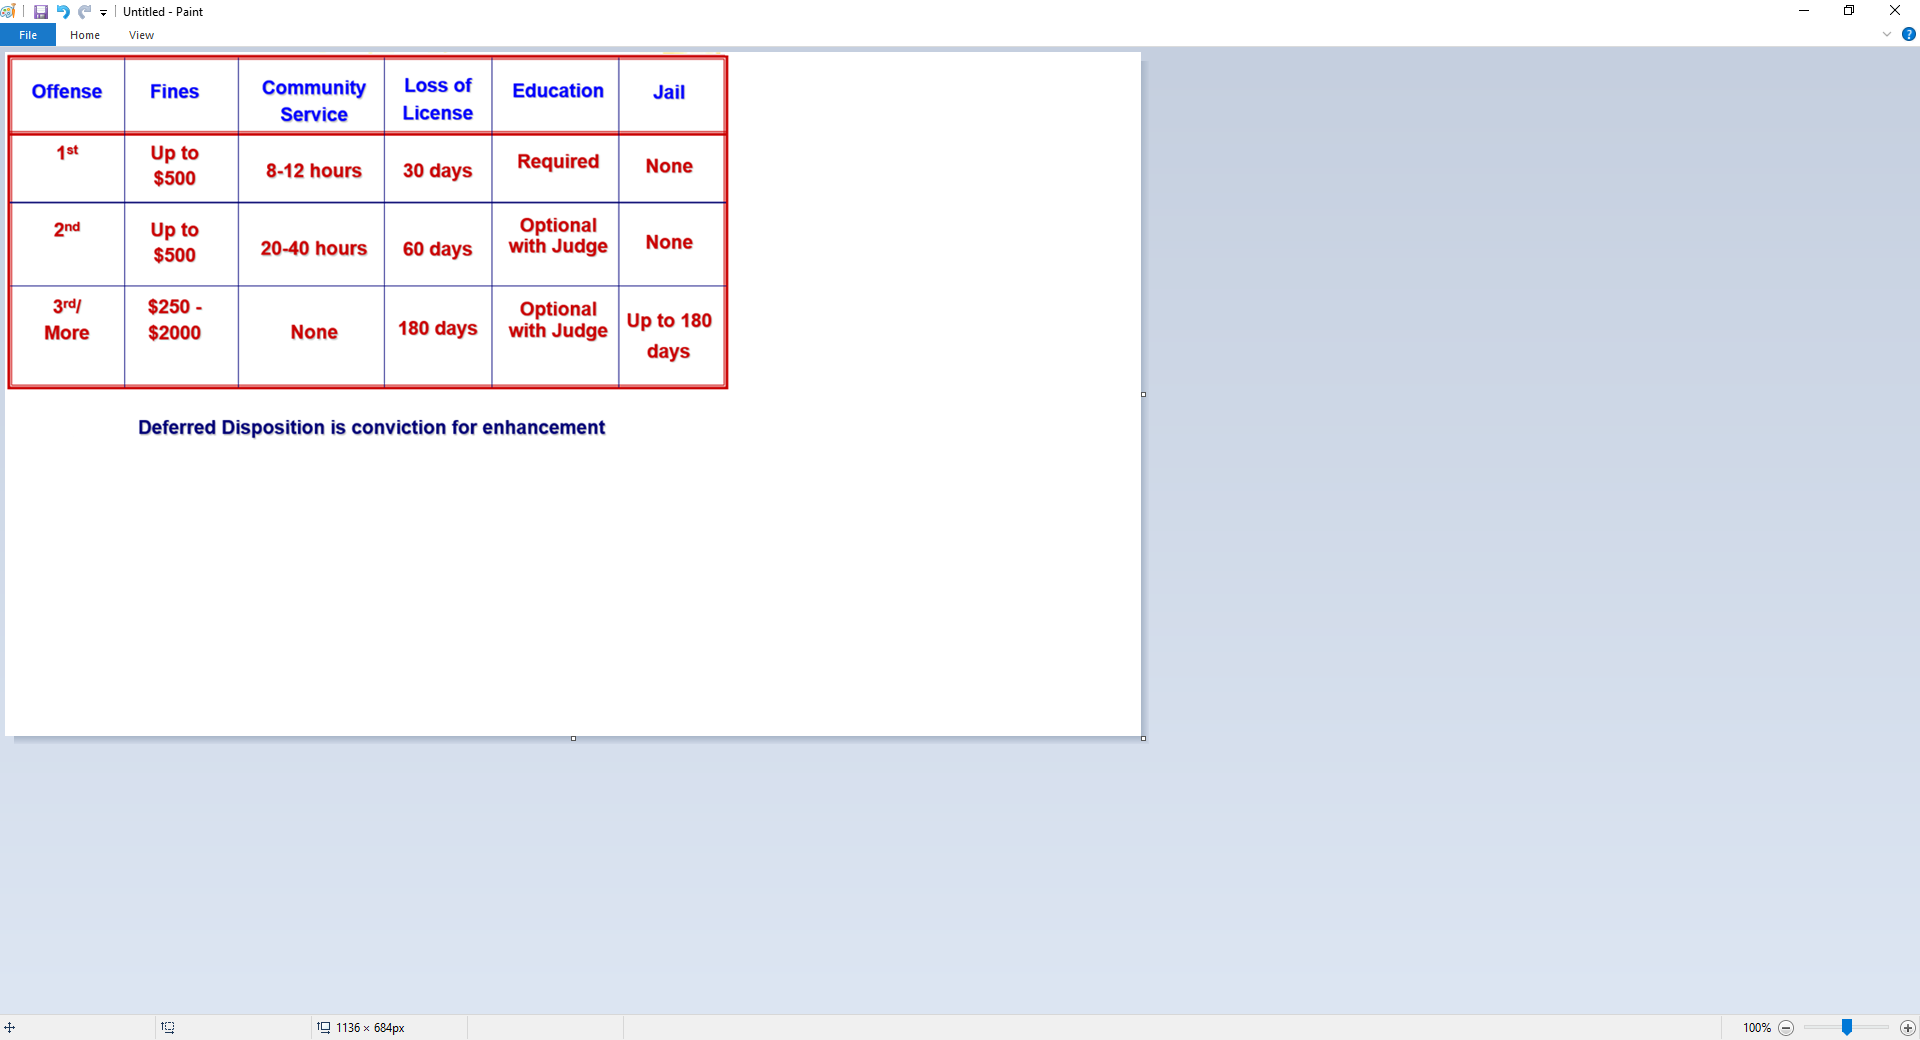 Untitled - Paint
File Home View
Offense Fines Community Service Loss of License Education Jail
1st Up to $500 8-12 hours 30 days Required None
2nd Up to $500 20-40 hours 60 days Optional with Judge None
3rd/ More $250 - $2000 None 180 days Optional with Judge Up to 180 days
Deferred Disposition is conviction for enhancement
1136 × 684px
100%